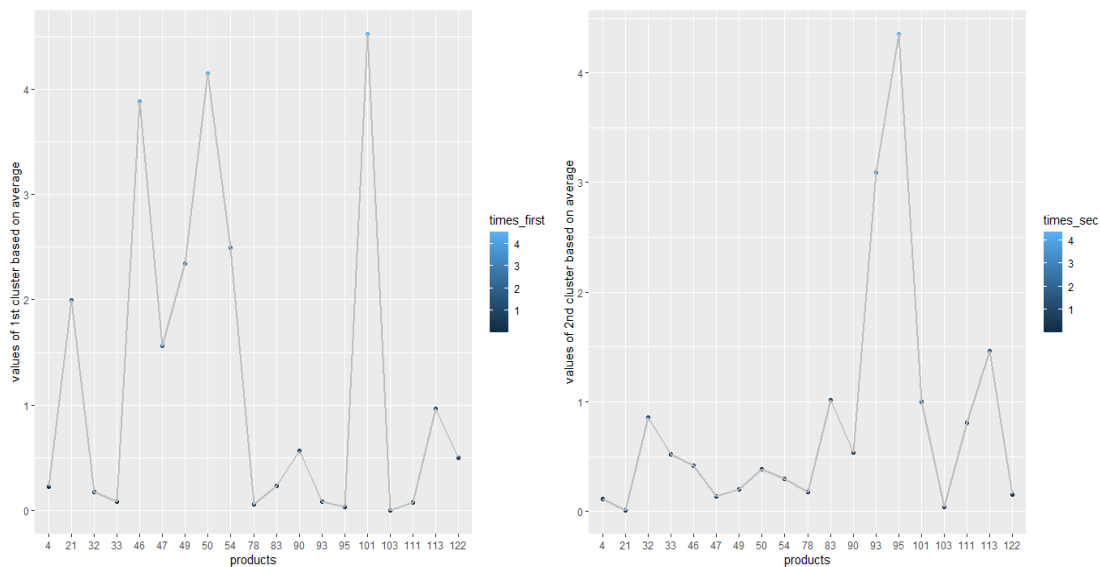 values of 1st cluster based on average
4
3
2
1
0
4 21 32 33 46 47 49 50 54 78 83 90 93 95 101 103 111 113 122
products
times_first
4
3
2
1
values of 2nd cluster based on average
4
3
2
1
0
4 21 32 33 46 47 49 50 54 78 83 90 93 95 101 103 111 113 122
products
times_sec
4
3
2
1